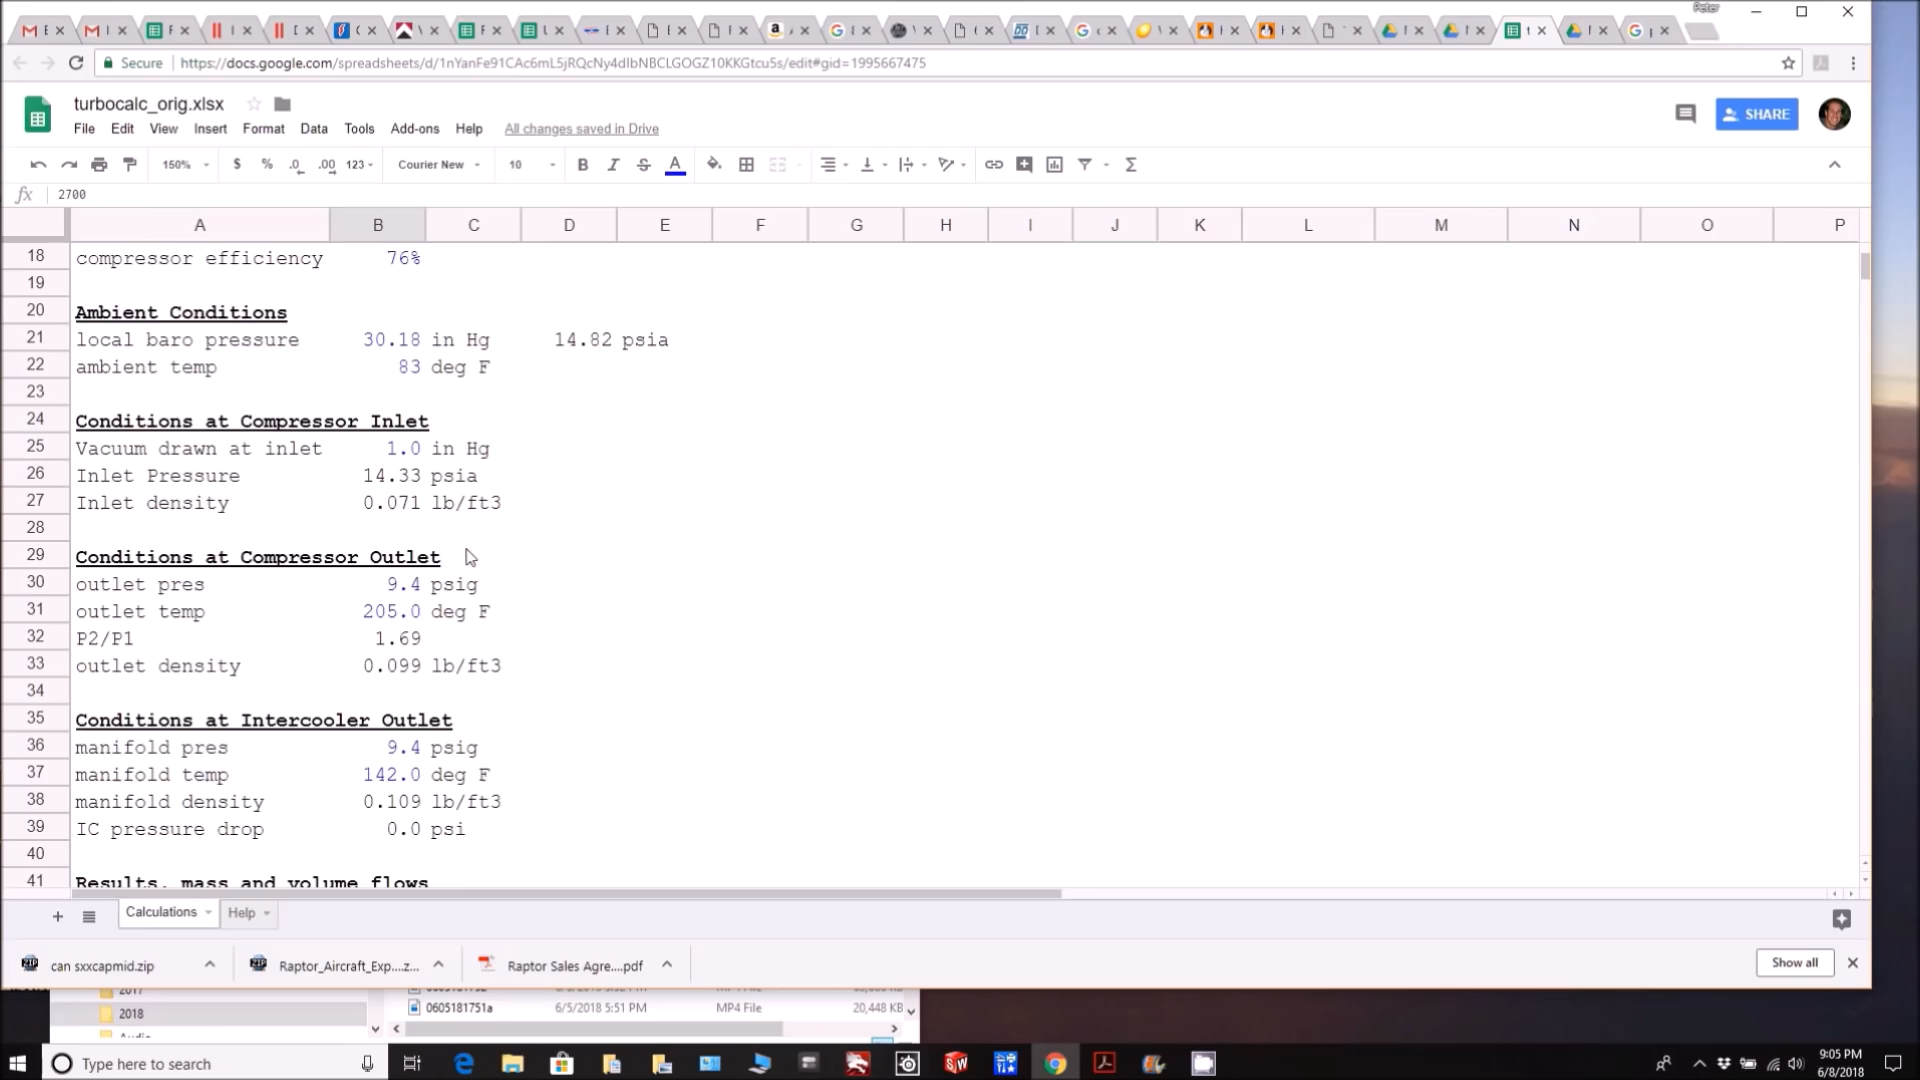 Peter
Secure https://docs.google.com/spreadsheets/d/1nYanFe91CAc6mL5jRQcNy4dIbNBCLGOGZ10KKGtcu5s/edit#gid=1995667475
turbocalc_orig.xlsx
File Edit View Insert Format Data Tools Add-ons Help All changes saved in Drive
SHARE
150% $ % .0 .00 123 Courier New 10 B I S A
fx 2700
A B C D E F G H I J K L M N O P
18 compressor efficiency 76%
19
20 Ambient Conditions
21 local baro pressure 30.18 in Hg 14.82 psia
22 ambient temp 83 deg F
23
24 Conditions at Compressor Inlet
25 Vacuum drawn at inlet 1.0 in Hg
26 Inlet Pressure 14.33 psia
27 Inlet density 0.071 lb/ft3
28
29 Conditions at Compressor Outlet
30 outlet pres 9.4 psig
31 outlet temp 205.0 deg F
32 P2/P1 1.69
33 outlet density 0.099 lb/ft3
34
35 Conditions at Intercooler Outlet
36 manifold pres 9.4 psig
37 manifold temp 142.0 deg F
38 manifold density 0.109 lb/ft3
39 IC pressure drop 0.0 psi
40
41 Results, mass and volume flows
Calculations Help
can sxxcapmid.zip Raptor_Aircraft_Exp....z... Raptor Sales Agre....pdf Show all
2017
2018
Audio
0605181751a 6/5/2018 5:51 PM MP4 File 20,448 KB
Type here to search
9:05 PM
6/8/2018